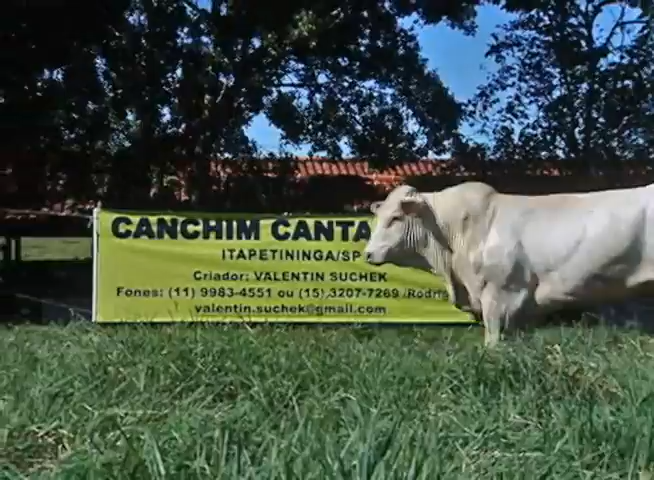 CANCHIM CANTA
ITAPETININGA/SP
Criador: VALENTIN SUCHEK
Fones: (11) 9983-4551 ou (15) 3207-7269 /Rodrig
valentin.suchek@gmail.com